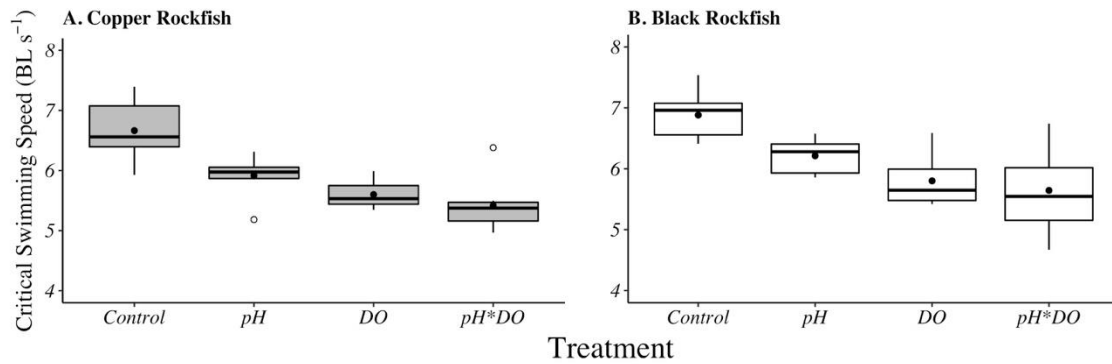 A. Copper Rockfish
B. Black Rockfish
Critical Swimming Speed (BL s⁻¹)
8
7
6
5
4
8
7
6
5
4
Control pH DO pH*DO
Control pH DO pH*DO
Treatment